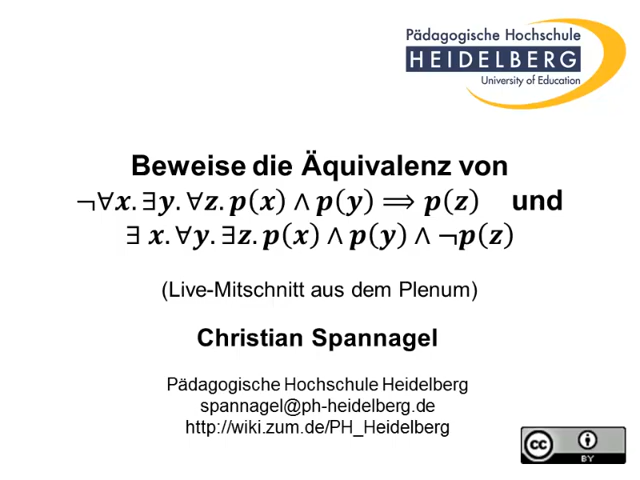 Pädagogische Hochschule
HEIDELBERG
University of Education
Beweise die Äquivalenz von
¬∀x.∃y.∀z.p(x) ∧ p(y) ⟹ p(z) und
∃ x.∀y.∃z.p(x) ∧ p(y) ∧ ¬p(z)
(Live-Mitschnitt aus dem Plenum)
Christian Spannagel
Pädagogische Hochschule Heidelberg
spannagel@ph-heidelberg.de
http://wiki.zum.de/PH_Heidelberg
cc
BY